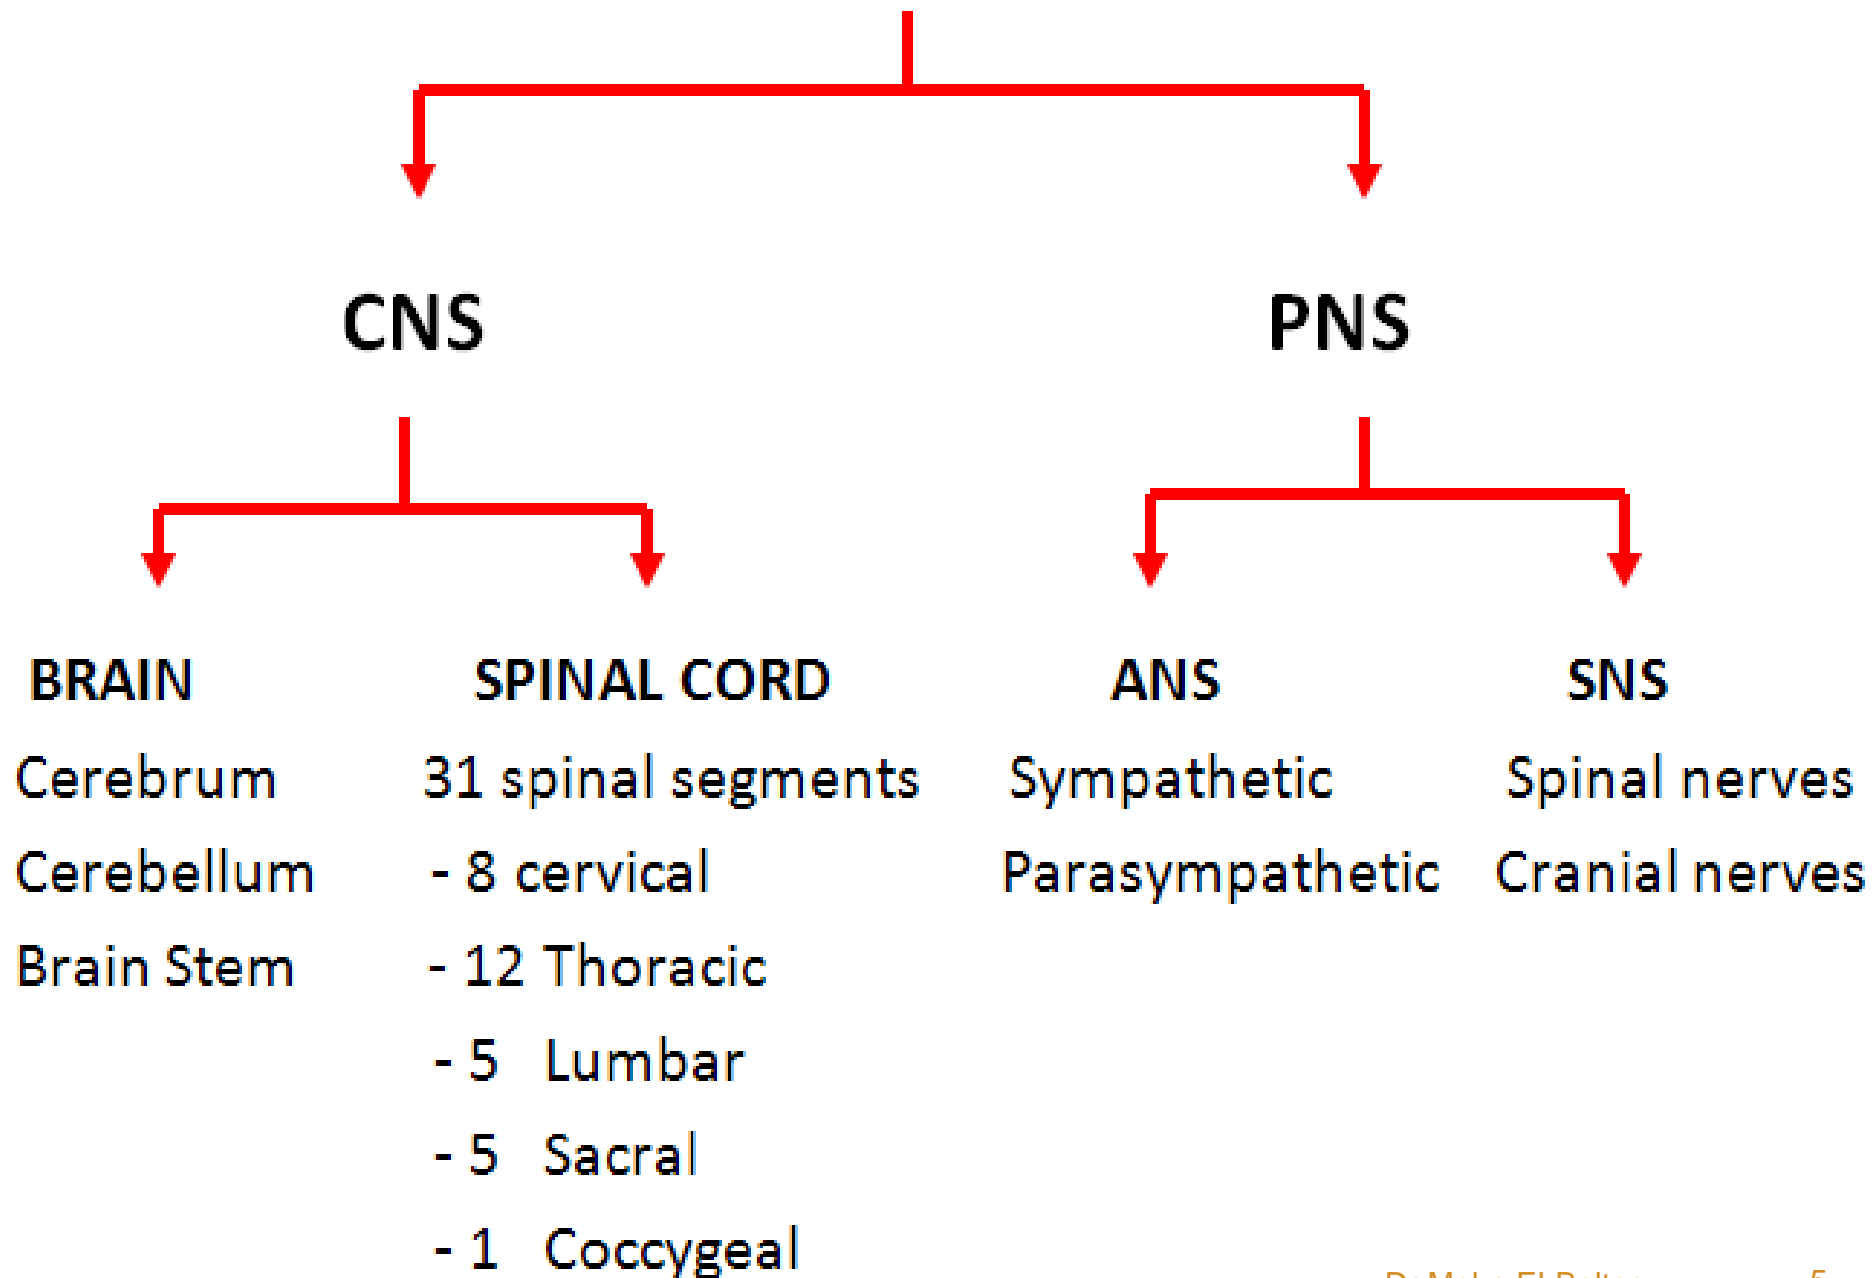 CNS
PNS
BRAIN
Cerebrum
Cerebellum
Brain Stem
SPINAL CORD
31 spinal segments
- 8 cervical
- 12 Thoracic
- 5 Lumbar
- 5 Sacral
- 1 Coccygeal
ANS
Sympathetic
Parasympathetic
SNS
Spinal nerves
Cranial nerves
5